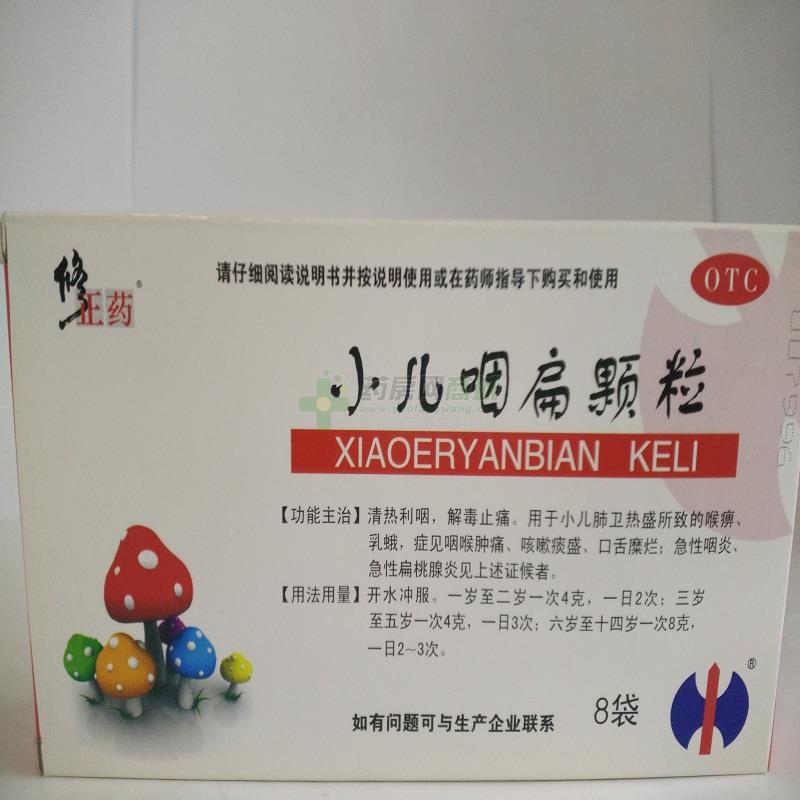 修
正药®
请仔细阅读说明书并按说明使用或在药师指导下购买和使用
OTC
小儿咽扁颗粒
药房网商城
www.yaofangwang.com
XIAOERYANBIAN KELI
【功能主治】清热利咽，解毒止痛。用于小儿肺卫热盛所致的喉痹、
乳蛾，症见咽喉肿痛、咳嗽痰盛、口舌糜烂；急性咽炎、
急性扁桃腺炎见上述证候者。
【用法用量】开水冲服。一岁至二岁一次4克，一日2次；三岁
至五岁一次4克，一日3次；六岁至十四岁一次8克，
一日2~3次。
如有问题可与生产企业联系
8袋
®